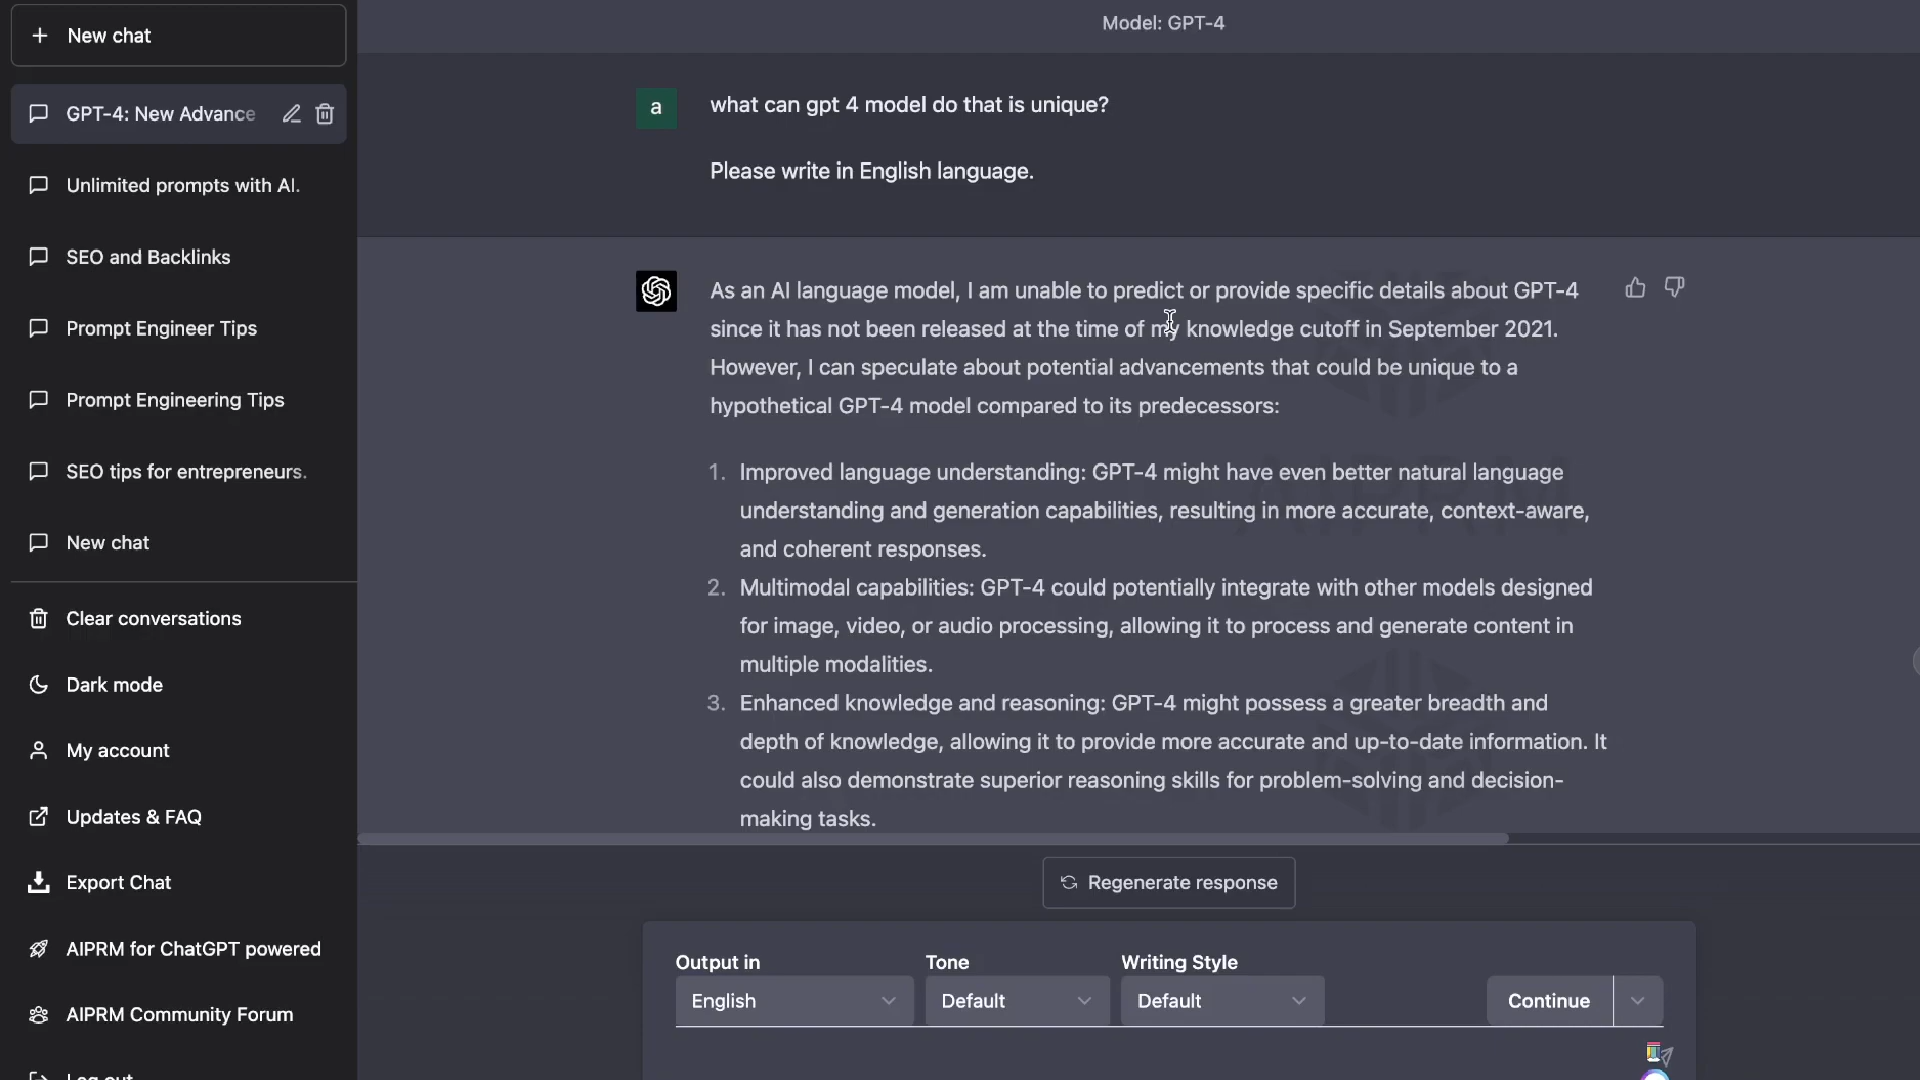 New chat
GPT-4: New Advance
Unlimited prompts with AI.
SEO and Backlinks
Prompt Engineer Tips
Prompt Engineering Tips
SEO tips for entrepreneurs.
New chat
Clear conversations
Dark mode
My account
Updates & FAQ
Export Chat
AIPRM for ChatGPT powered
AIPRM Community Forum
Log out
Model: GPT-4
a
what can gpt 4 model do that is unique?
Please write in English language.
As an AI language model, I am unable to predict or provide specific details about GPT-4
since it has not been released at the time of my knowledge cutoff in September 2021.
However, I can speculate about potential advancements that could be unique to a
hypothetical GPT-4 model compared to its predecessors:
1. Improved language understanding: GPT-4 might have even better natural language
understanding and generation capabilities, resulting in more accurate, context-aware,
and coherent responses.
2. Multimodal capabilities: GPT-4 could potentially integrate with other models designed
for image, video, or audio processing, allowing it to process and generate content in
multiple modalities.
3. Enhanced knowledge and reasoning: GPT-4 might possess a greater breadth and
depth of knowledge, allowing it to provide more accurate and up-to-date information. It
could also demonstrate superior reasoning skills for problem-solving and decision-
making tasks.
AIPRM
Regenerate response
Output in
Tone
Writing Style
English
Default
Default
Continue